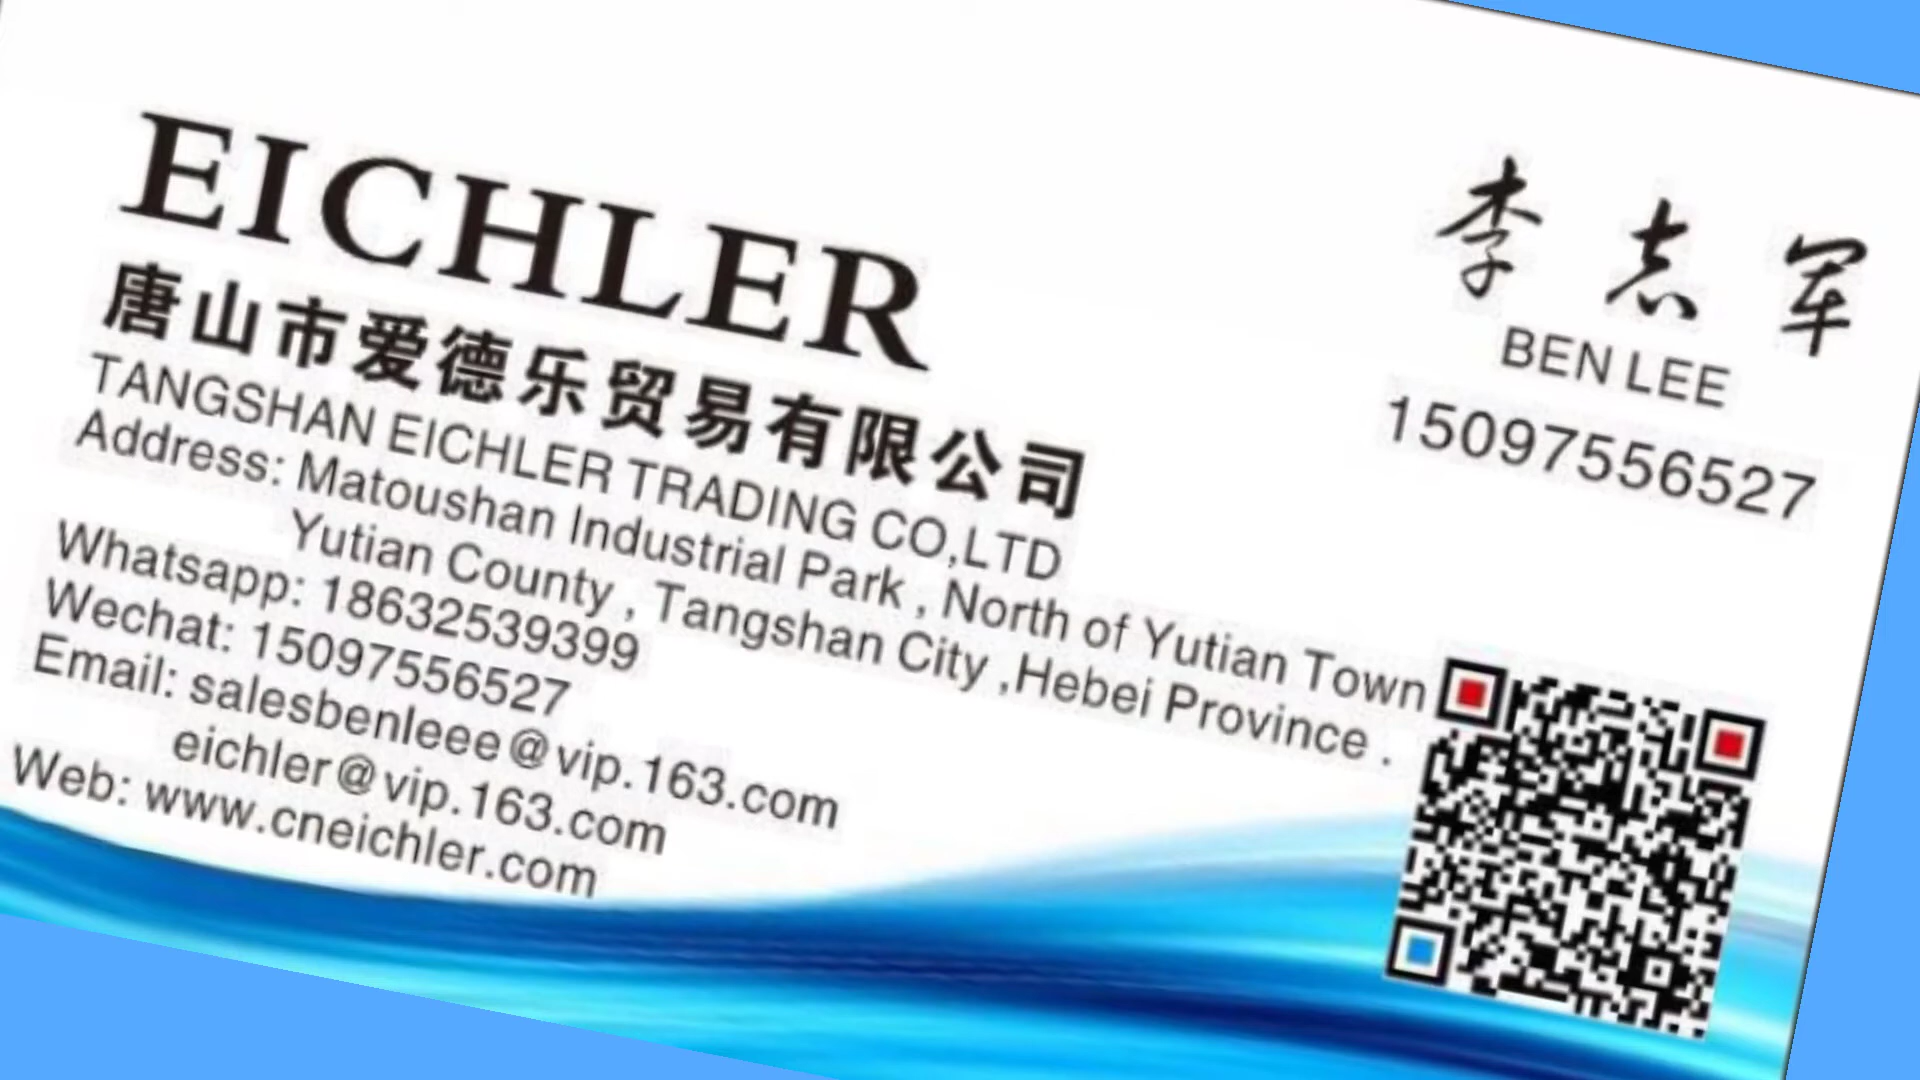 EICHLER
唐山市爱德乐贸易有限公司
TANGSHAN EICHLER TRADING CO,LTD
Address: Matoushan Industrial Park , North of Yutian Town
Yutian County , Tangshan City ,Hebei Province .
Whatsapp: 18632539399
Wechat: 15097556527
Email: salesbenleee@vip.163.com
eichler@vip.163.com
Web: www.cneichler.com
李志军
BEN LEE
15097556527